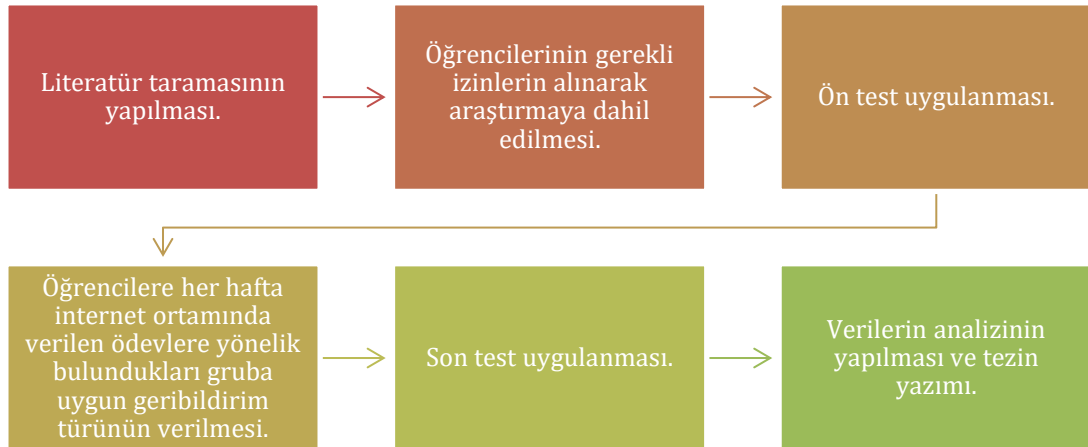 Literatür taramasının
yapılması.
Öğrencilerinin gerekli
izinlerin alınarak
araştırmaya dahil
edilmesi.
Ön test uygulanması.
Öğrencilere her hafta
internet ortamında
verilen ödevlere yönelik
bulundukları gruba
uygun geribildirim
türünün verilmesi.
Son test uygulanması.
Verilerin analizinin
yapılması ve tezin
yazımı.